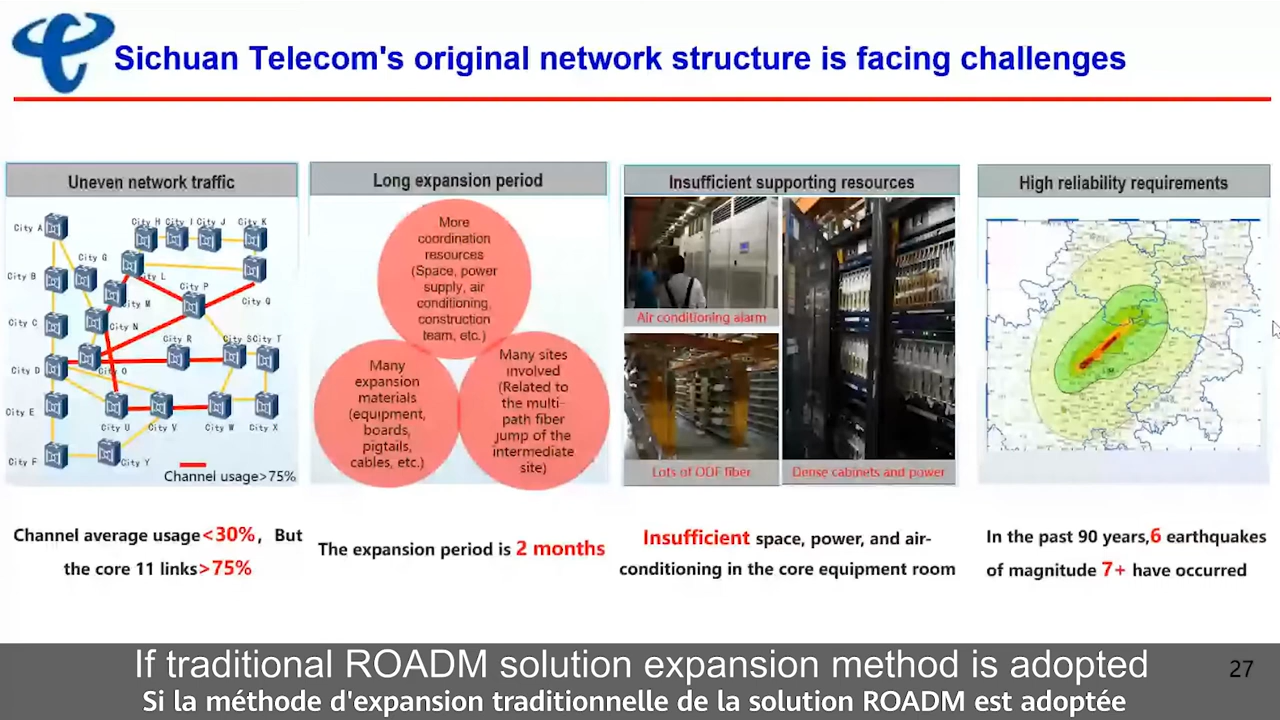 Sichuan Telecom's original network structure is facing challenges
Uneven network traffic
City A
City H
City I
City J
City K
City G
City B
City L
City P
City M
City Q
City C
City N
City R
City S
City T
City D
City O
City E
City U
City V
City W
City X
City F
City Y
Channel usage>75%
Channel average usage<30%, But
the core 11 links>75%
Long expansion period
More
coordination
resources
(Space, power
supply, air
conditioning,
construction
team, etc.)
Many
expansion
materials
(equipment,
boards,
pigtails,
cables, etc.)
Many sites
involved
(Related to
the multi-
path fiber
jump of the
intermediate
site)
The expansion period is 2 months
Insufficient supporting resources
Air conditioning alarm
Lots of ODF fiber
Dense cabinets and power
Insufficient space, power, and air-
conditioning in the core equipment room
High reliability requirements
In the past 90 years,6 earthquakes
of magnitude 7+ have occurred
If traditional ROADM solution expansion method is adopted
27
Si la méthode d'expansion traditionnelle de la solution ROADM est adoptée